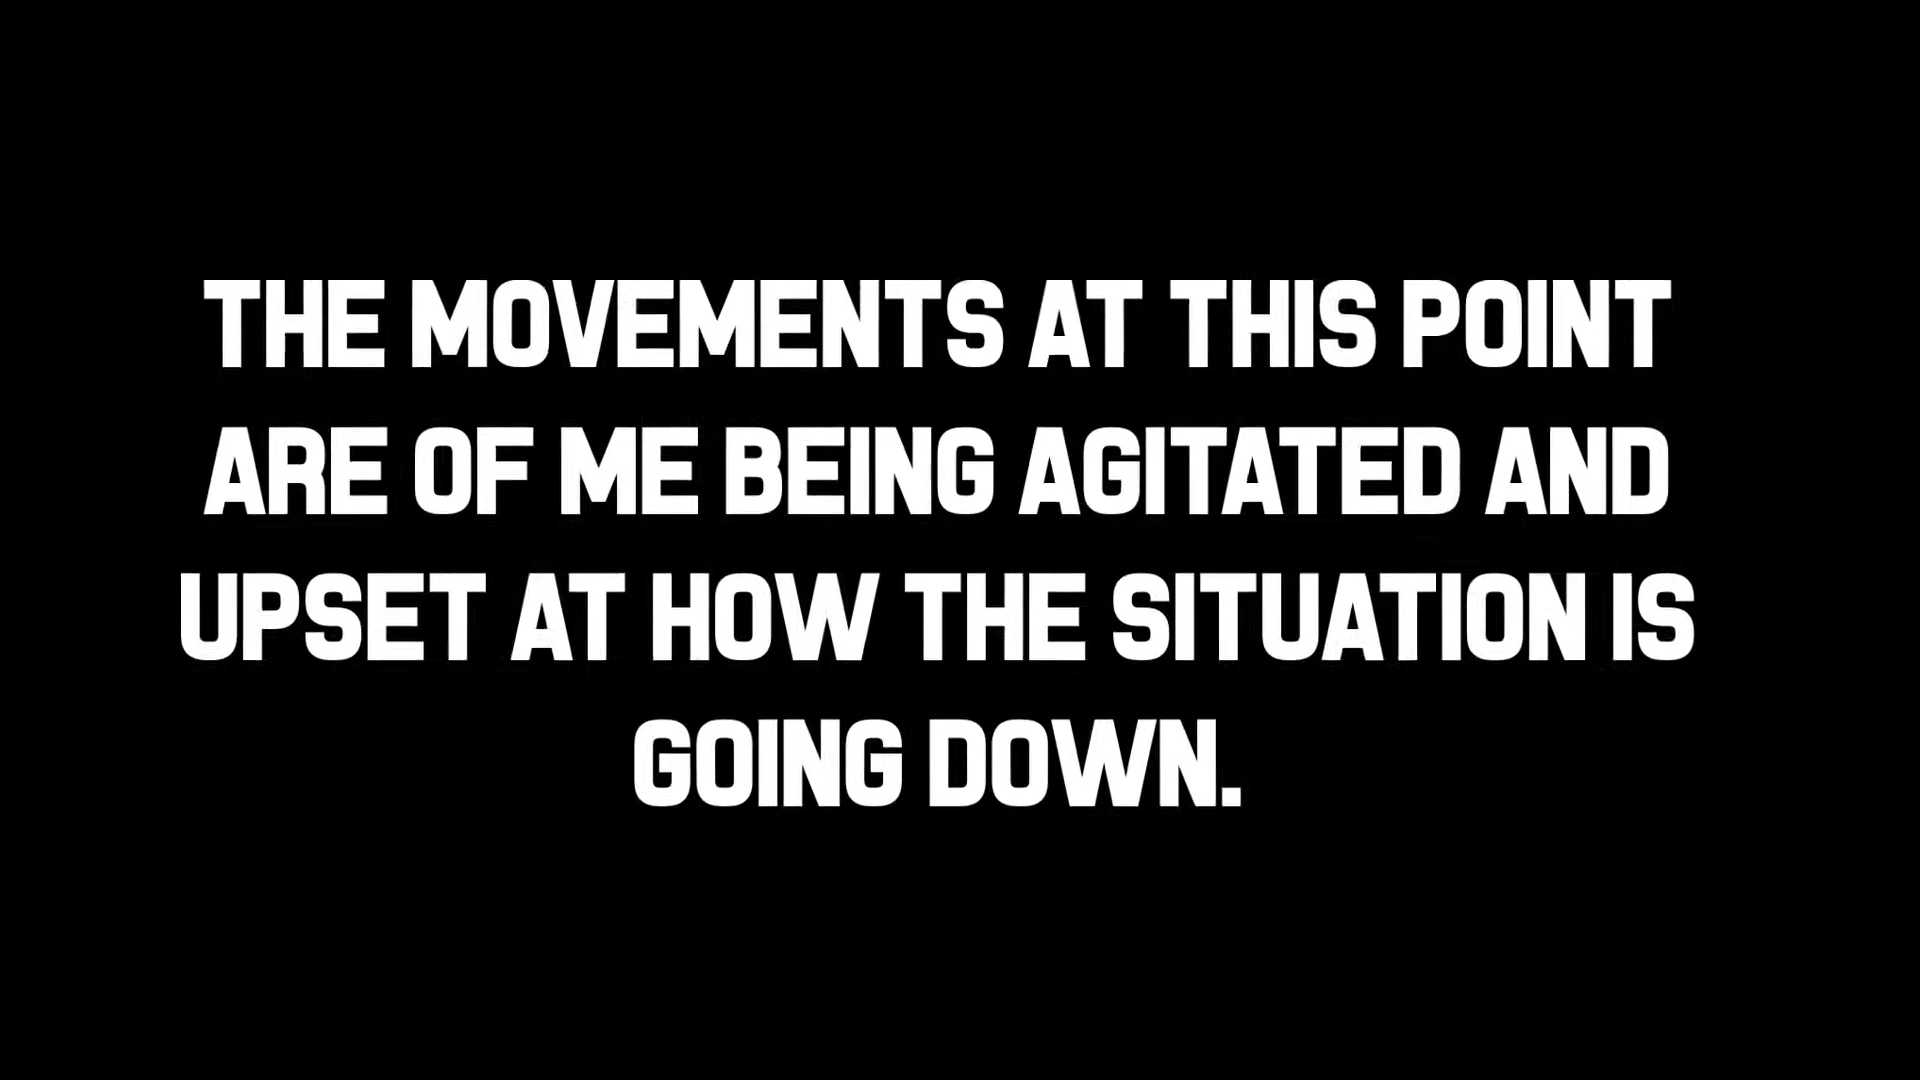 THE MOVEMENTS AT THIS POINT
ARE OF ME BEING AGITATED AND
UPSET AT HOW THE SITUATION IS
GOING DOWN.